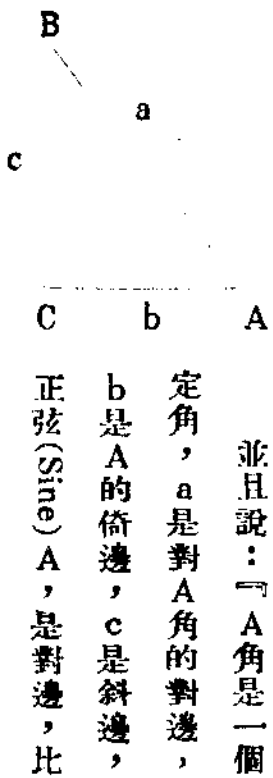 B
a
c
C b A
並且說：『A角是一個
定角，a是對A角的對邊，
b是A的倚邊，c是斜邊，
正弦(Sine)A，是對邊，比